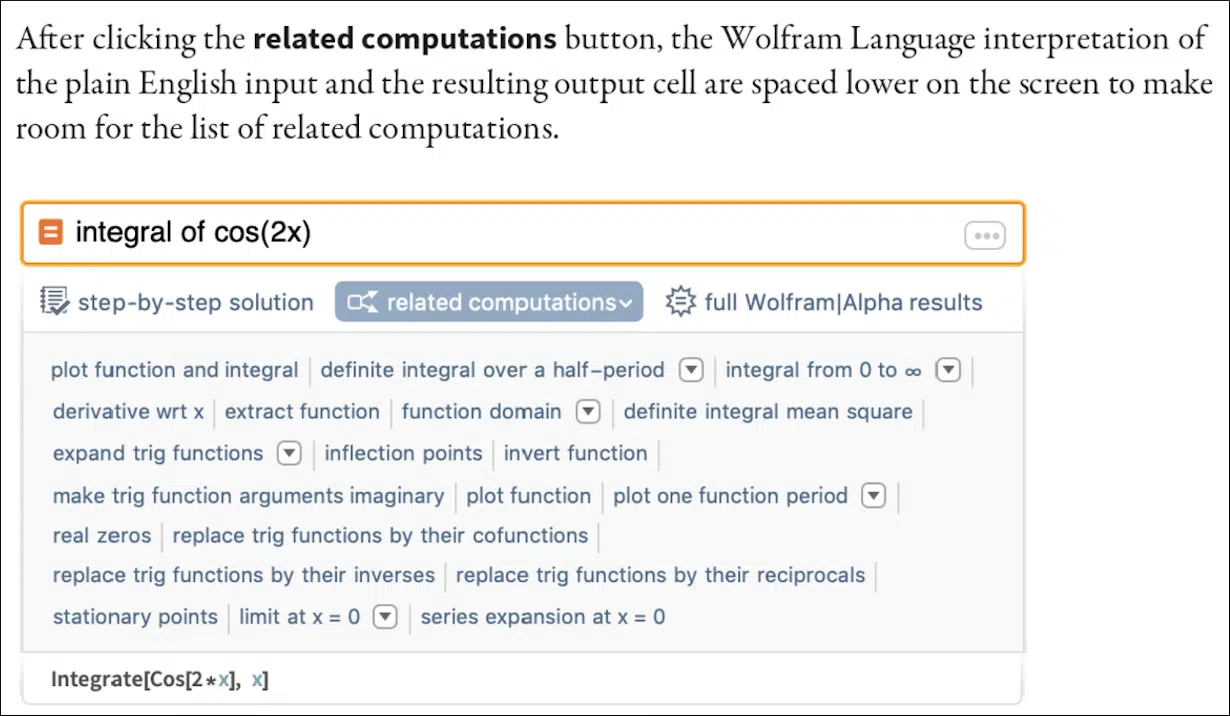 After clicking the related computations button, the Wolfram Language interpretation of
the plain English input and the resulting output cell are spaced lower on the screen to make
room for the list of related computations.
integral of cos(2x)
step-by-step solution related computations full Wolfram|Alpha results
plot function and integral | definite integral over a half-period | integral from 0 to ∞ |
derivative wrt x | extract function | function domain | definite integral mean square |
expand trig functions | inflection points | invert function |
make trig function arguments imaginary | plot function | plot one function period |
real zeros | replace trig functions by their cofunctions |
replace trig functions by their inverses | replace trig functions by their reciprocals |
stationary points | limit at x = 0 | series expansion at x = 0
Integrate[Cos[2*x], x]